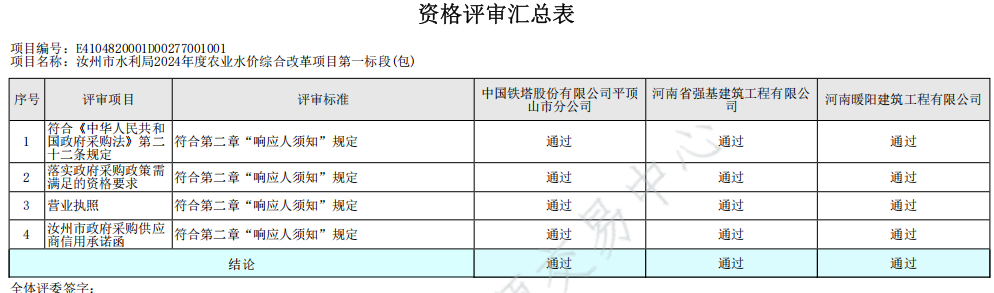 资格评审汇总表
项目编号：E4104820001D00277001001
项目名称：汝州市水利局2024年度农业水价综合改革项目第一标段(包)
序号 评审项目 评审标准 中国铁塔股份有限公司平顶山市分公司 河南省强基建筑工程有限公司 河南暖阳建筑工程有限公司
1 符合《中华人民共和国政府采购法》第二十二条规定 符合第二章“响应人须知”规定 通过 通过 通过
2 落实政府采购政策需满足的资格要求 符合第二章“响应人须知”规定 通过 通过 通过
3 营业执照 符合第二章“响应人须知”规定 通过 通过 通过
4 汝州市政府采购供应商信用承诺函 符合第二章“响应人须知”规定 通过 通过 通过
结论 通过 通过 通过
全体评委签字：
交易中心